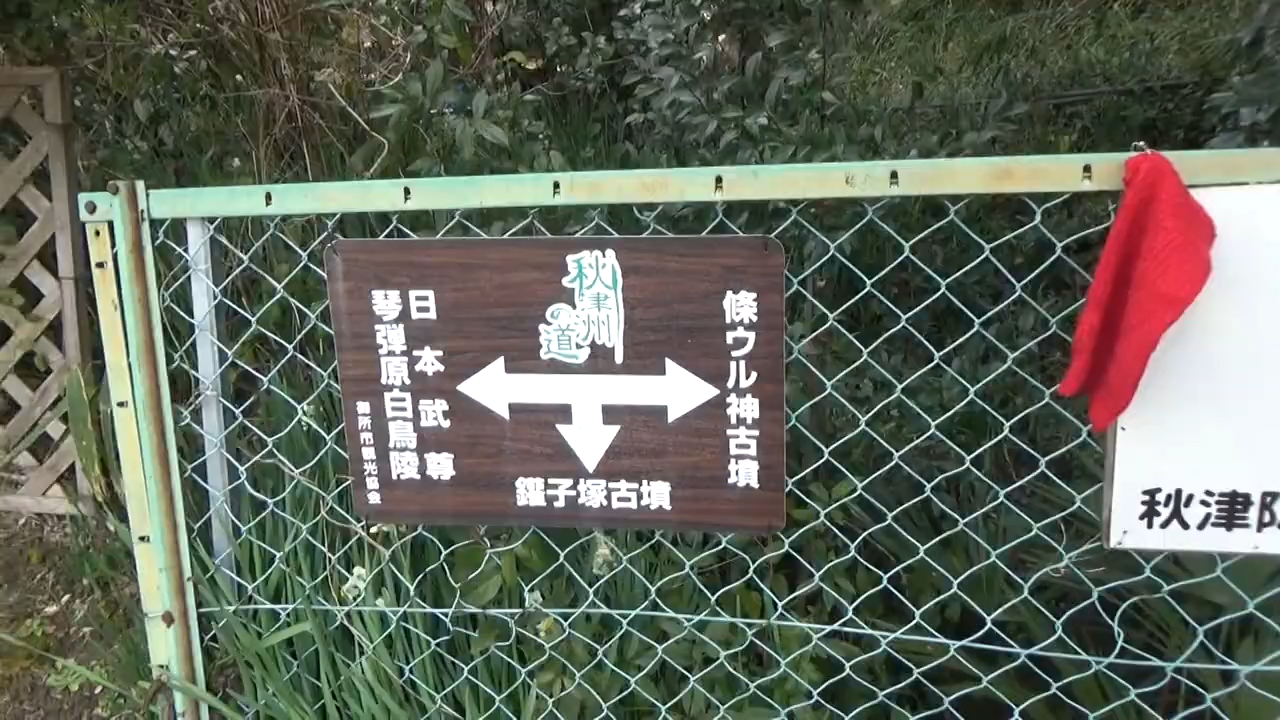 秋津州
の道
日本武尊
琴弾原白鳥陵
御所市観光協会
條ウル神古墳
鑵子塚古墳
秋津